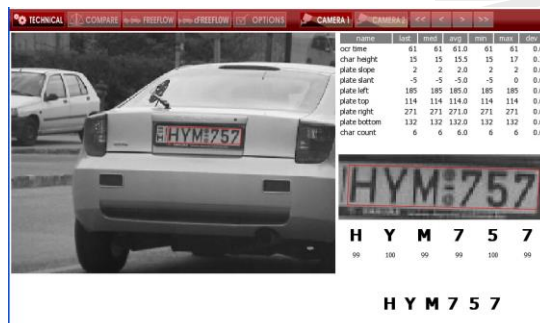 TECHNICAL COMPARE FREEFLOW dFREEFLOW OPTIONS CAMERA 1 CAMERA 2 << < > >>
name last med avg min max dev
ocr time 61 61 61.0 61 61
char height 15 15 15.5 15 17
plate slope 2 2 2.0 2 2
plate slant -5 -5 -5.0 -5 0
plate left 185 185 185.0 185 185
plate top 114 114 114.0 114 114
plate right 271 271 271.0 271 271
plate bottom 132 132 132.0 132 132
char count 6 6 6.0 6 6
HYM:757
HYM:757
H Y M 7 5 7
99 100 99 99 100 99
H Y M 7 5 7